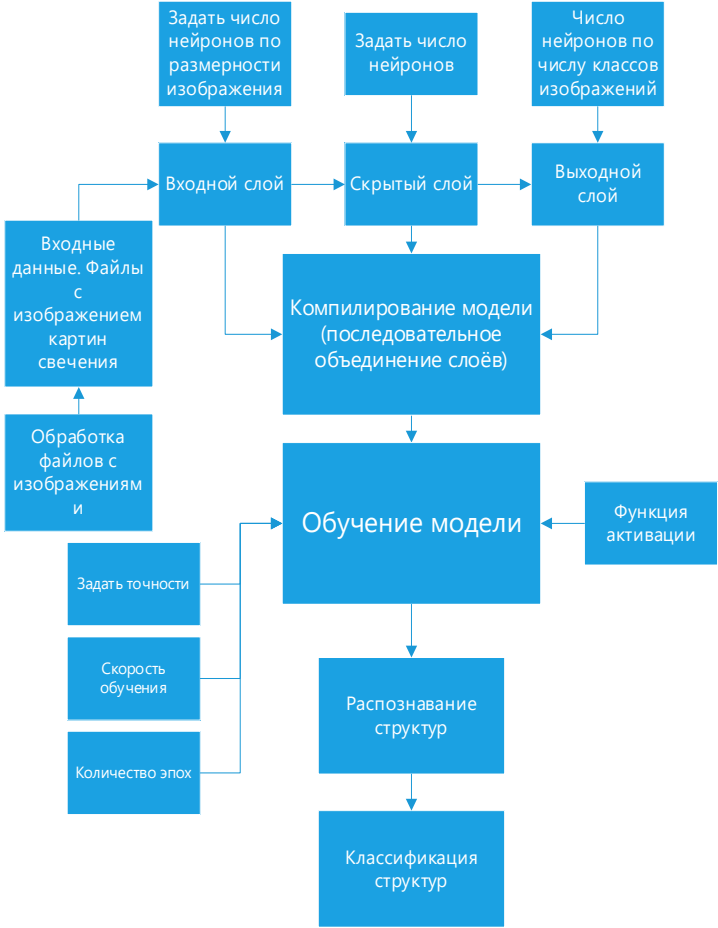 Задать число
нейронов по
размерности
изображения
Задать число
нейронов
Число
нейронов по
числу классов
изображений
Входной слой
Скрытый слой
Выходной
слой
Входные
данные. Файлы
с
изображением
картин
свечения
Компилирование модели
(последовательное
объединение слоёв)
Обработка
файлов с
изображениям
и
Обучение модели
Функция
активации
Задать точности
Скорость
обучения
Количество эпох
Распознавание
структур
Классификация
структур